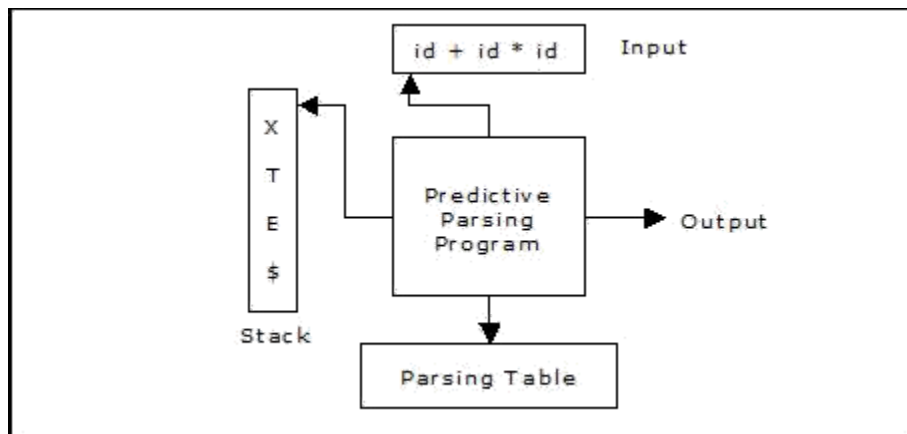 id + id * id
Input
X
T
E
$
Predictive
Parsing
Program
Output
Stack
Parsing Table